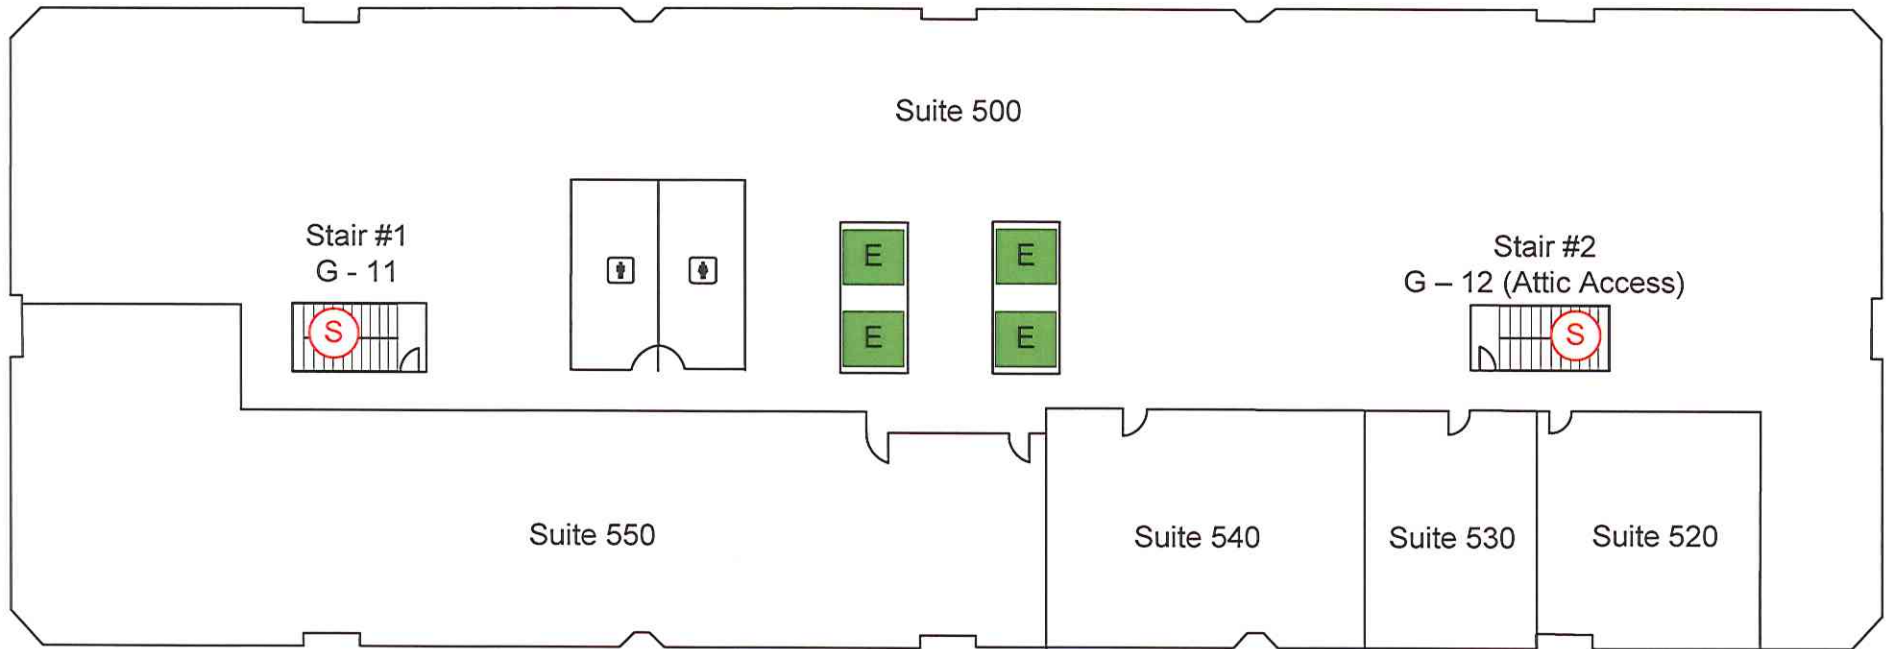 Suite 500
Stair #1
G - 11
Stair #2
G – 12 (Attic Access)
E
E
E
E
S
S
Suite 550
Suite 540
Suite 530
Suite 520